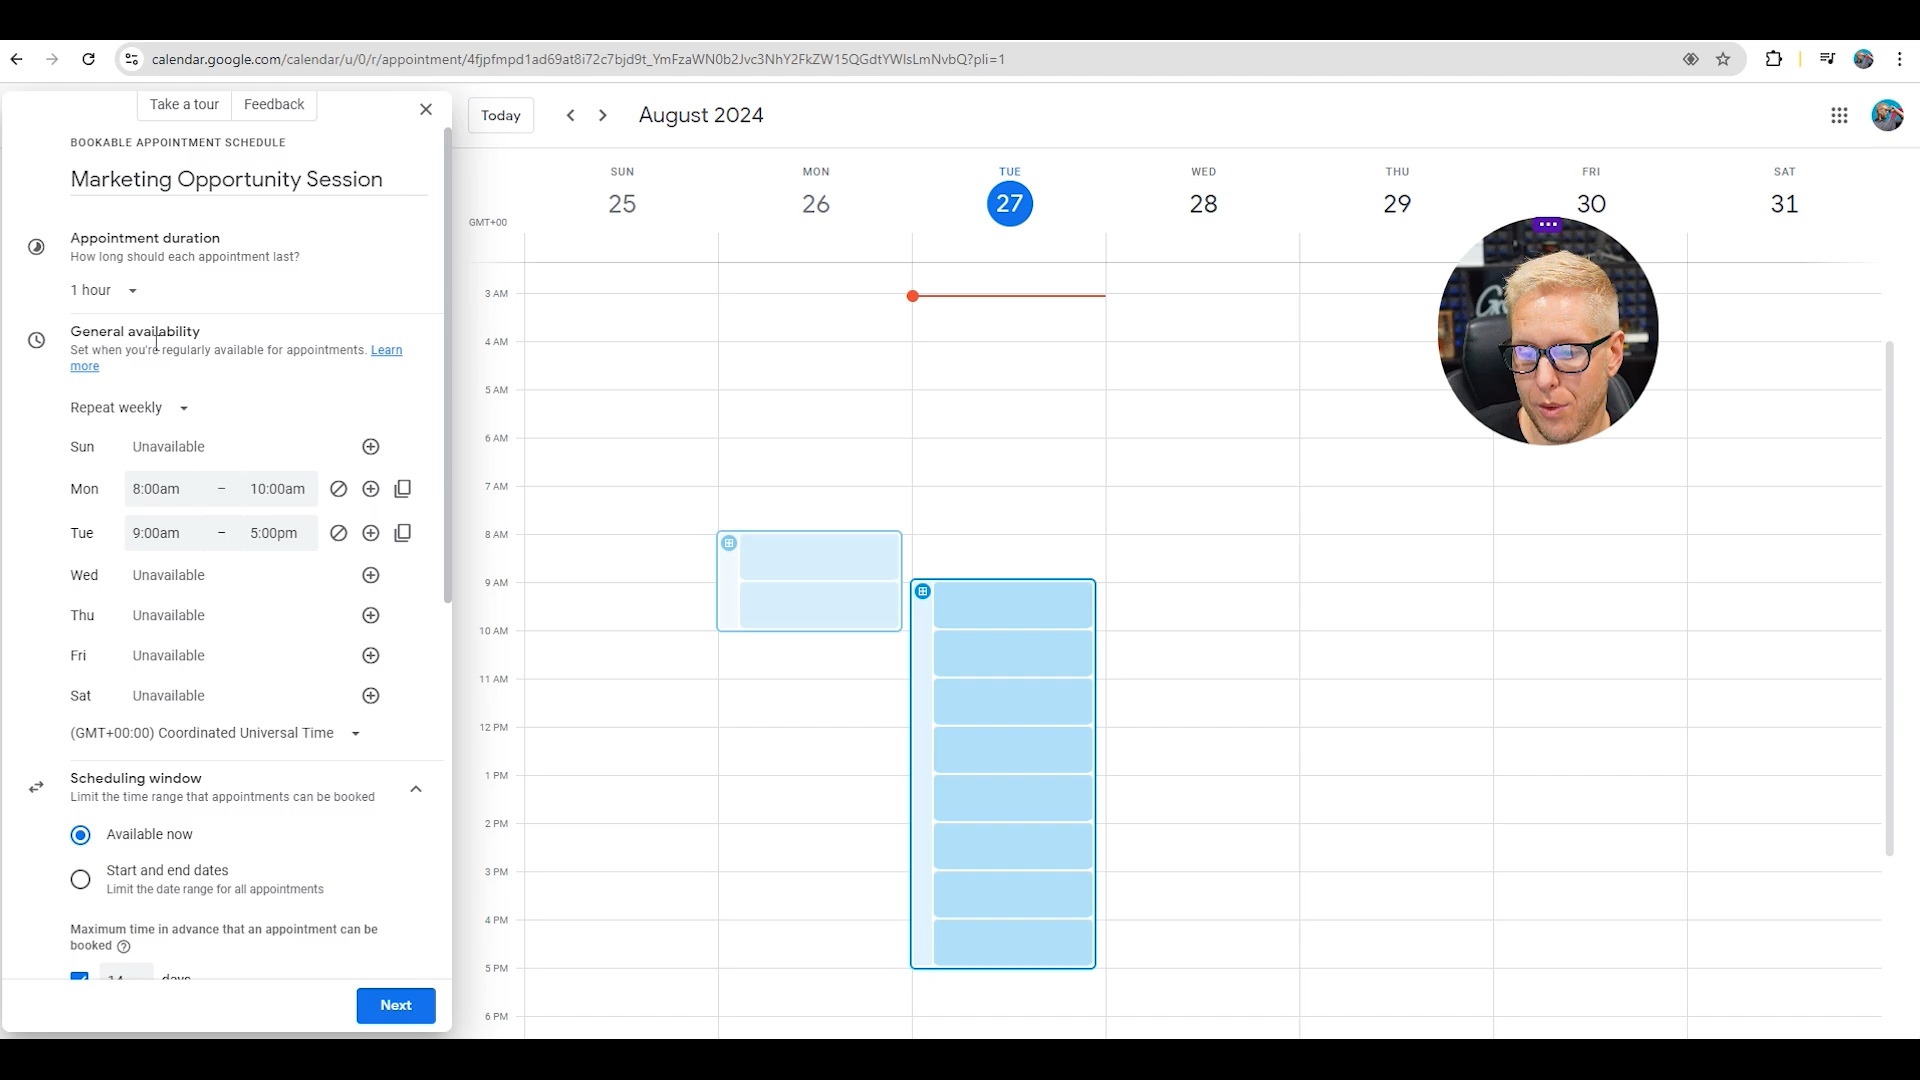 calendar.google.com/calendar/u/0/r/appointment/4fjpfmpd1ad69at8i72c7bjd9t_YmFzaWN0b2Jvc3NhY2FkZW15QGdtYWlsLmNvbQ?pli=1
Take a tour
Feedback
BOOKABLE APPOINTMENT SCHEDULE
Marketing Opportunity Session
Appointment duration
How long should each appointment last?
1 hour
General availability
Set when you're regularly available for appointments. Learn
more
Repeat weekly
Sun Unavailable
Mon 8:00am – 10:00am
Tue 9:00am – 5:00pm
Wed Unavailable
Thu Unavailable
Fri Unavailable
Sat Unavailable
(GMT+00:00) Coordinated Universal Time
Scheduling window
Limit the time range that appointments can be booked
Available now
Start and end dates
Limit the date range for all appointments
Maximum time in advance that an appointment can be
booked
14 days
Next
Today
August 2024
SUN MON TUE WED THU FRI SAT
25 26 27 28 29 30 31
GMT+00
3 AM
4 AM
5 AM
6 AM
7 AM
8 AM
9 AM
10 AM
11 AM
12 PM
1 PM
2 PM
3 PM
4 PM
5 PM
6 PM